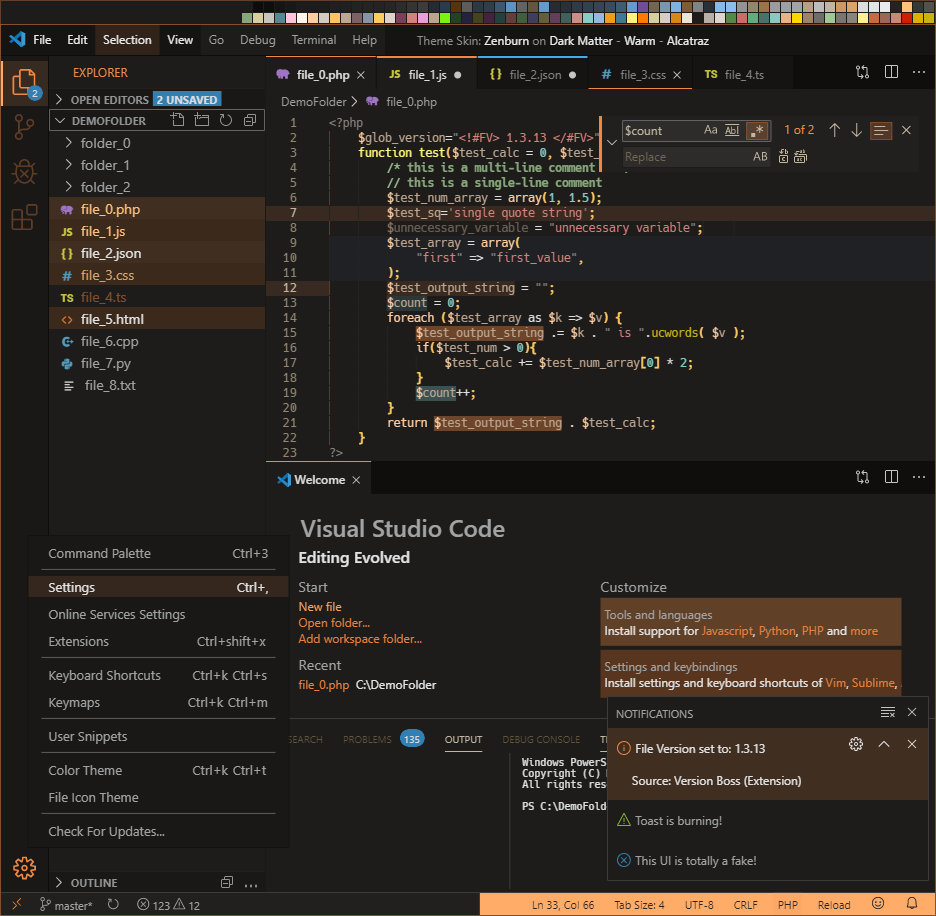 File Edit Selection View Go Debug Terminal Help Theme Skin: Zenburn on Dark Matter - Warm - Alcatraz
2
EXPLORER
OPEN EDITORS 2 UNSAVED
DEMOFOLDER
folder_0
folder_1
folder_2
file_0.php
JS file_1.js
{} file_2.json
# file_3.css
TS file_4.ts
<> file_5.html
file_6.cpp
file_7.py
file_8.txt
file_0.php JS file_1.js {} file_2.json # file_3.css TS file_4.ts
DemoFolder > file_0.php
$count Aa Abl .* 1 of 2
Replace AB
1 <?php
2 $glob_version="<!#FV> 1.3.13 </#FV>"
3 function test($test_calc = 0, $test_
4 /* this is a multi-line comment
5 // this is a single-line comment
6 $test_num_array = array(1, 1.5);
7 $test_sq='single quote string';
8 $unnecessary_variable = "unnecessary variable";
9 $test_array = array(
10 "first" => "first_value",
11 );
12 $test_output_string = "";
13 $count = 0;
14 foreach ($test_array as $k => $v) {
15 $test_output_string .= $k . " is ".ucwords( $v );
16 if($test_num > 0){
17 $test_calc += $test_num_array[0] * 2;
18 }
19 $count++;
20 }
21 return $test_output_string . $test_calc;
22 }
23 ?>
Welcome
Visual Studio Code
Editing Evolved
Start
New file
Open folder...
Add workspace folder...
Recent
file_0.php C:\DemoFolder
Customize
Tools and languages
Install support for Javascript, Python, PHP and more
Settings and keybindings
Install settings and keyboard shortcuts of Vim, Sublime,
Command Palette Ctrl+3
Settings Ctrl+,
Online Services Settings
Extensions Ctrl+shift+x
Keyboard Shortcuts Ctrl+k Ctrl+s
Keymaps Ctrl+k Ctrl+m
User Snippets
Color Theme Ctrl+k Ctrl+t
File Icon Theme
Check For Updates...
SEARCH PROBLEMS 135 OUTPUT DEBUG CONSOLE
Windows PowerS
Copyright (C)
All rights res
PS C:\DemoFold
NOTIFICATIONS
File Version set to: 1.3.13
Source: Version Boss (Extension)
Toast is burning!
This UI is totally a fake!
OUTLINE
master* 123 12 Ln 33, Col 66 Tab Size: 4 UTF-8 CRLF PHP Reload